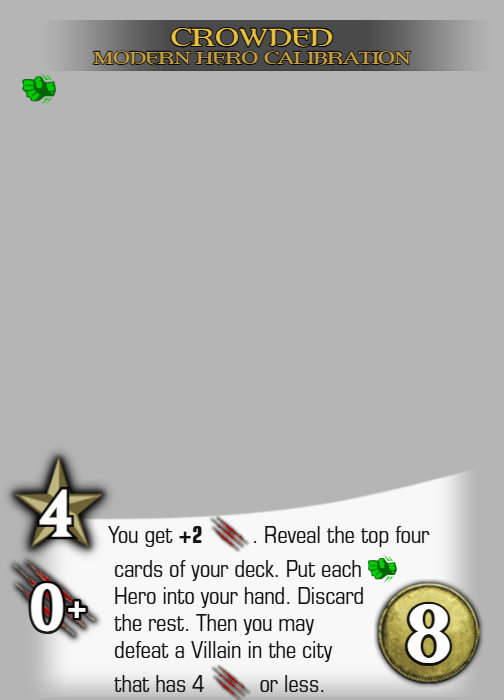 CROWDED
MODERN HERO CALIBRATION
4
You get +2 . Reveal the top four
cards of your deck. Put each
0+
Hero into your hand. Discard
the rest. Then you may
8
defeat a Villain in the city
that has 4 or less.